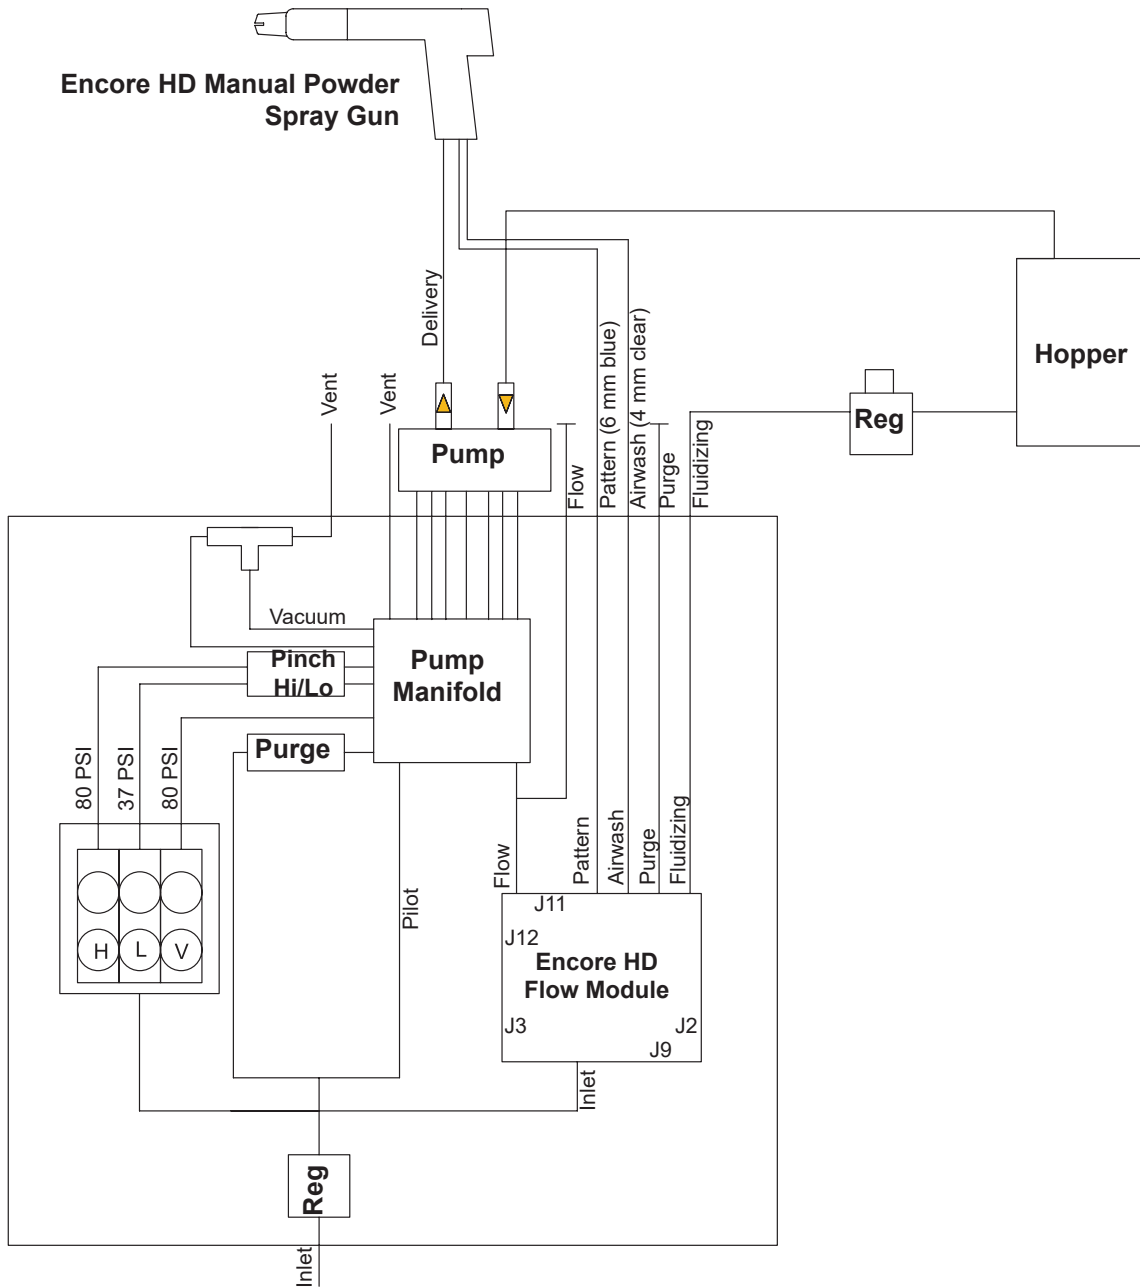 Encore HD Manual Powder
Spray Gun
Delivery
Hopper
Vent
Vent
Pattern (6 mm blue)
Airwash (4 mm clear)
Reg
Pump
Flow
Purge
Fluidizing
Vacuum
Pinch
Hi/Lo
Pump
Manifold
Purge
80 PSI
37 PSI
80 PSI
Flow
Pattern
Airwash
Purge
Fluidizing
Pilot
J11
J12
H
L
V
Encore HD
Flow Module
J3
J2
J9
Inlet
Reg
Inlet